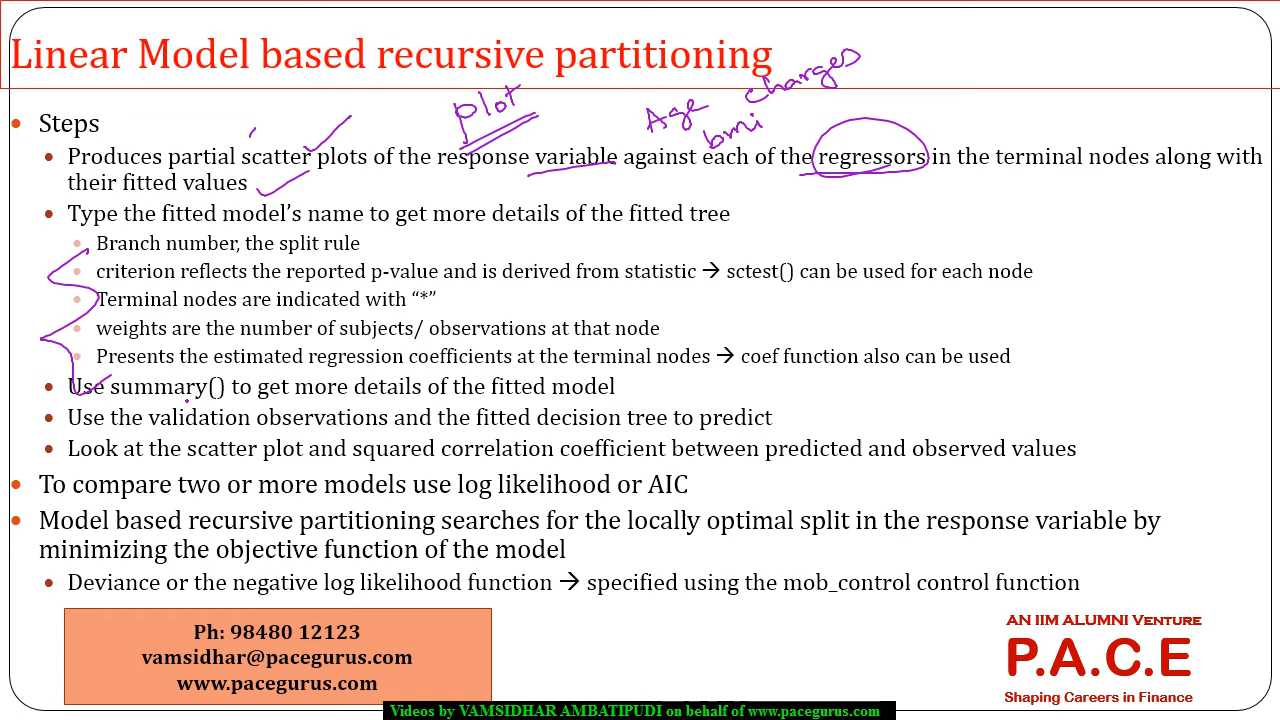 Linear Model based recursive partitioning
plot
Age
charges
bmi
• Steps
• Produces partial scatter plots of the response variable against each of the regressors in the terminal nodes along with
their fitted values
• Type the fitted model's name to get more details of the fitted tree
• Branch number, the split rule
• criterion reflects the reported p-value and is derived from statistic → sctest() can be used for each node
• Terminal nodes are indicated with “*”
• weights are the number of subjects/ observations at that node
• Presents the estimated regression coefficients at the terminal nodes → coef function also can be used
• Use summary() to get more details of the fitted model
• Use the validation observations and the fitted decision tree to predict
• Look at the scatter plot and squared correlation coefficient between predicted and observed values
• To compare two or more models use log likelihood or AIC
• Model based recursive partitioning searches for the locally optimal split in the response variable by
minimizing the objective function of the model
• Deviance or the negative log likelihood function → specified using the mob_control control function
Ph: 98480 12123
vamsidhar@pacegurus.com
www.pacegurus.com
AN IIM ALUMNI VENTURE
P.A.C.E
Shaping Careers in Finance
Videos by VAMSIDHAR AMBATIPUDI on behalf of www.pacegurus.com